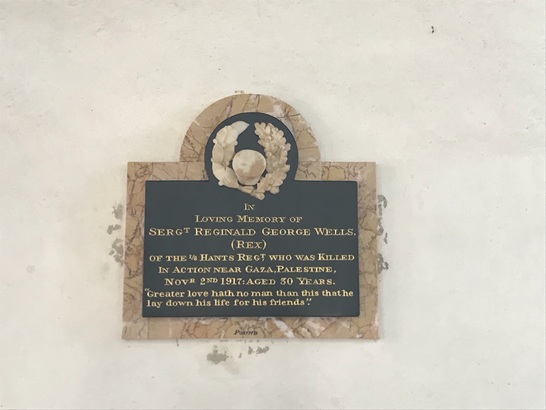 IN
LOVING MEMORY OF
SERGT REGINALD GEORGE WELLS,
(REX)
OF THE 1/8 HANTS REGT WHO WAS KILLED
IN ACTION NEAR GAZA, PALESTINE,
NOVR 2ND 1917: AGED 30 YEARS.
"Greater love hath no man than this that he
lay down his life for his friends".